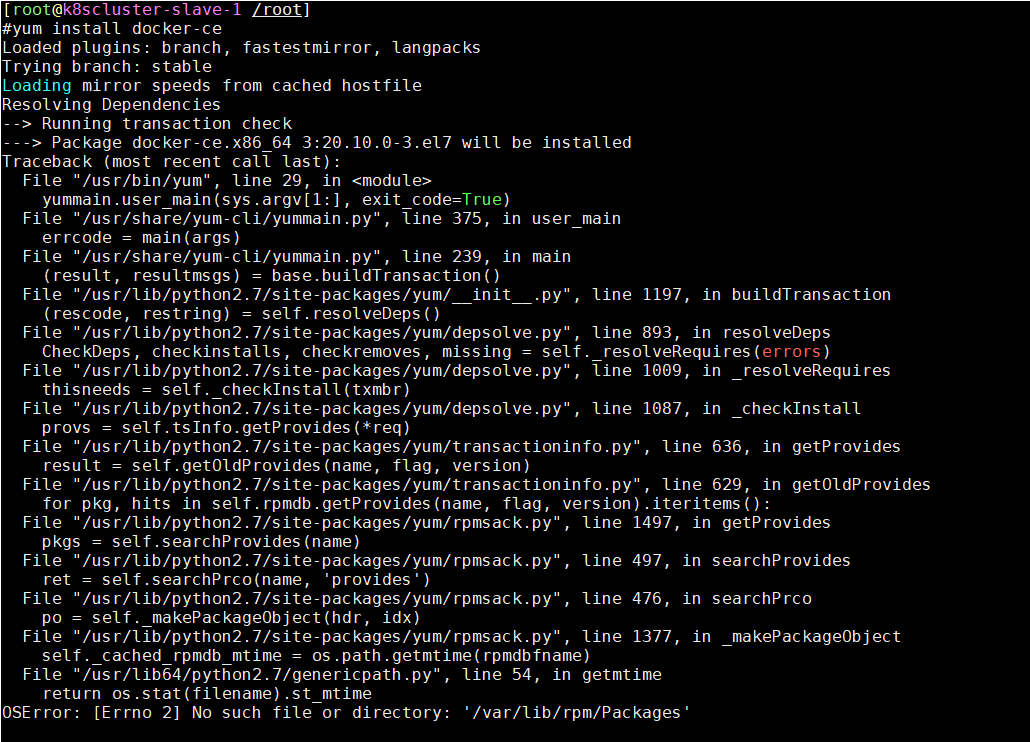 [root@k8scluster-slave-1 /root]
#yum install docker-ce
Loaded plugins: branch, fastestmirror, langpacks
Trying branch: stable
Loading mirror speeds from cached hostfile
Resolving Dependencies
--> Running transaction check
---> Package docker-ce.x86_64 3:20.10.0-3.el7 will be installed
Traceback (most recent call last):
  File "/usr/bin/yum", line 29, in <module>
    yummain.user_main(sys.argv[1:], exit_code=True)
  File "/usr/share/yum-cli/yummain.py", line 375, in user_main
    errcode = main(args)
  File "/usr/share/yum-cli/yummain.py", line 239, in main
    (result, resultmsgs) = base.buildTransaction()
  File "/usr/lib/python2.7/site-packages/yum/__init__.py", line 1197, in buildTransaction
    (rescode, restring) = self.resolveDeps()
  File "/usr/lib/python2.7/site-packages/yum/depsolve.py", line 893, in resolveDeps
    CheckDeps, checkinstalls, checkremoves, missing = self._resolveRequires(errors)
  File "/usr/lib/python2.7/site-packages/yum/depsolve.py", line 1009, in _resolveRequires
    thisneeds = self._checkInstall(txmbr)
  File "/usr/lib/python2.7/site-packages/yum/depsolve.py", line 1087, in _checkInstall
    provs = self.tsInfo.getProvides(*req)
  File "/usr/lib/python2.7/site-packages/yum/transactioninfo.py", line 636, in getProvides
    result = self.getOldProvides(name, flag, version)
  File "/usr/lib/python2.7/site-packages/yum/transactioninfo.py", line 629, in getOldProvides
    for pkg, hits in self.rpmdb.getProvides(name, flag, version).iteritems():
  File "/usr/lib/python2.7/site-packages/yum/rpmsack.py", line 1497, in getProvides
    pkgs = self.searchProvides(name)
  File "/usr/lib/python2.7/site-packages/yum/rpmsack.py", line 497, in searchProvides
    ret = self.searchPrco(name, 'provides')
  File "/usr/lib/python2.7/site-packages/yum/rpmsack.py", line 476, in searchPrco
    po = self._makePackageObject(hdr, idx)
  File "/usr/lib/python2.7/site-packages/yum/rpmsack.py", line 1377, in _makePackageObject
    self._cached_rpmdb_mtime = os.path.getmtime(rpmdbfname)
  File "/usr/lib64/python2.7/genericpath.py", line 54, in getmtime
    return os.stat(filename).st_mtime
OSError: [Errno 2] No such file or directory: '/var/lib/rpm/Packages'